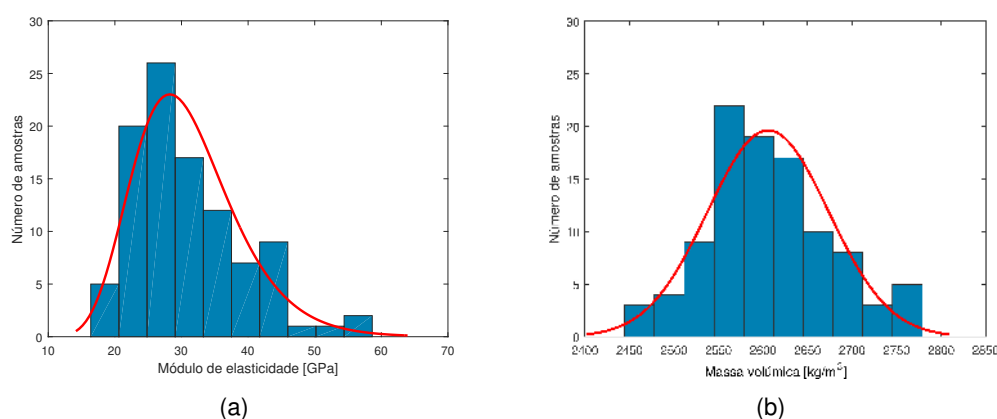 30
25
20
15
10
5
0
Número de amostras
10 20 30 40 50 60 70
Módulo de elasticidade [GPa]
(a)
30
25
20
15
10
5
0
Número de amostras
2400 2450 2500 2550 2600 2650 2700 2750 2800 2850
Massa volúmica [kg/m³]
(b)